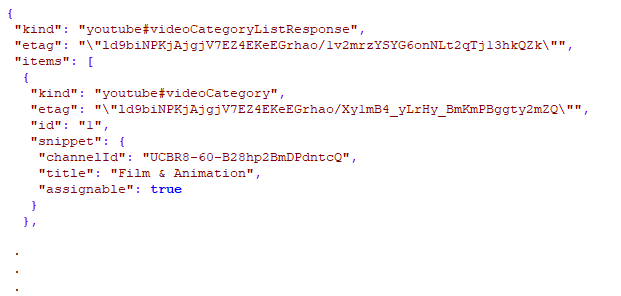 {
 "kind": "youtube#videoCategoryListResponse",
 "etag": "\"ld9biNPKjAjgjV7EZ4EKeEGrhao/1v2mrzYSYG6onNLt2qTj13hkQZk\"",
 "items": [
  {
   "kind": "youtube#videoCategory",
   "etag": "\"ld9biNPKjAjgjV7EZ4EKeEGrhao/Xy1mB4_yLrHy_BmKmPBggty2mZQ\"",
   "id": "1",
   "snippet": {
    "channelId": "UCBR8-60-B28hp2BmDPdntcQ",
    "title": "Film & Animation",
    "assignable": true
   }
  },
.
.
.